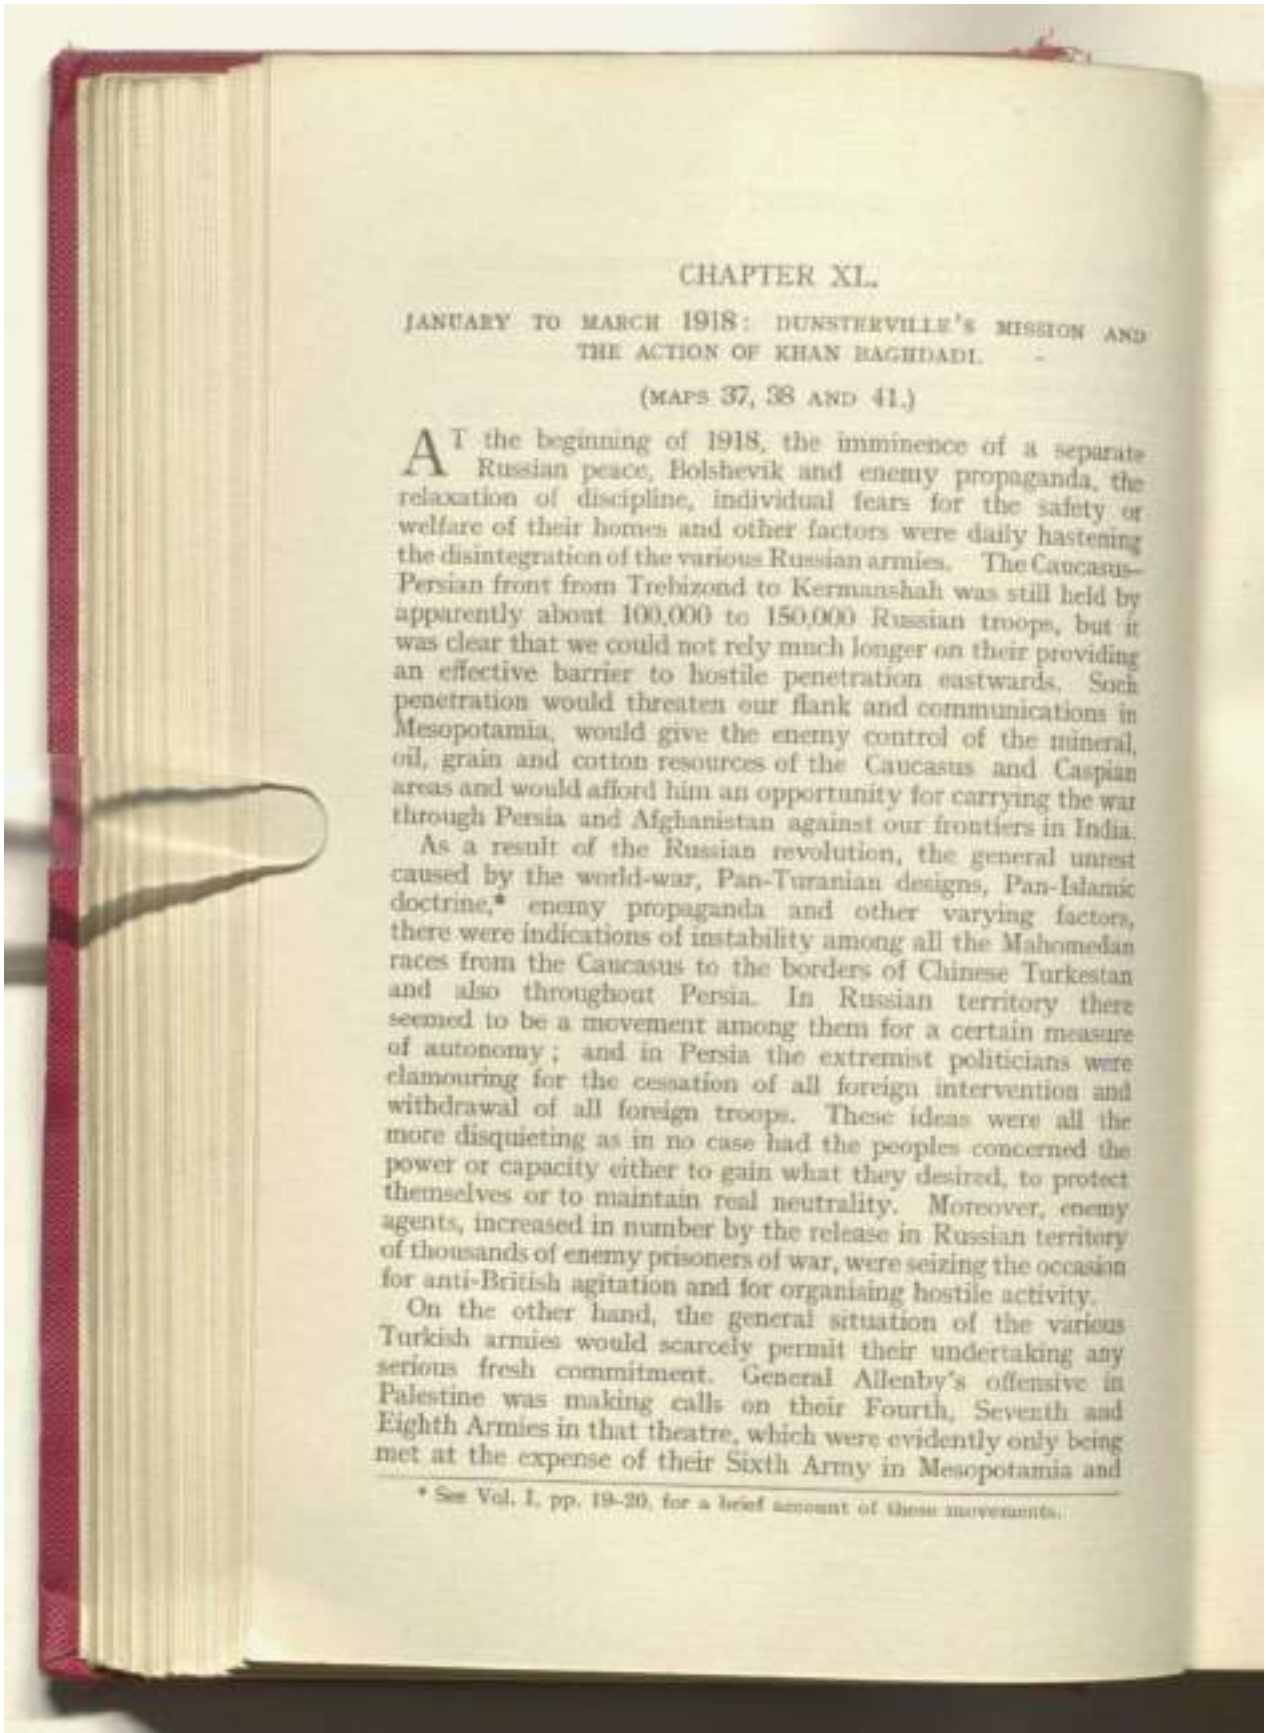 CHAPTER XL.
JANUARY TO MARCH 1918: DUNSTERVILLE'S MISSION AND
THE ACTION OF KHAN BAGHDADI.
(MAPS 37, 38 AND 41.)
AT the beginning of 1918, the imminence of a separate
Russian peace, Bolshevik and enemy propaganda, the
relaxation of discipline, individual fears for the safety or
welfare of their homes and other factors were daily hastening
the disintegration of the various Russian armies. The Caucasus-
Persian front from Trebizond to Kermanshah was still held by
apparently about 100,000 to 150,000 Russian troops, but it
was clear that we could not rely much longer on their providing
an effective barrier to hostile penetration eastwards. Such
penetration would threaten our flank and communications in
Mesopotamia, would give the enemy control of the mineral,
oil, grain and cotton resources of the Caucasus and Caspian
areas and would afford him an opportunity for carrying the war
through Persia and Afghanistan against our frontiers in India.
As a result of the Russian revolution, the general unrest
caused by the world-war, Pan-Turanian designs, Pan-Islamic
doctrine,* enemy propaganda and other varying factors,
there were indications of instability among all the Mahomedan
races from the Caucasus to the borders of Chinese Turkestan
and also throughout Persia. In Russian territory there
seemed to be a movement among them for a certain measure
of autonomy; and in Persia the extremist politicians were
clamouring for the cessation of all foreign intervention and
withdrawal of all foreign troops. These ideas were all the
more disquieting as in no case had the peoples concerned the
power or capacity either to gain what they desired, to protect
themselves or to maintain real neutrality. Moreover, enemy
agents, increased in number by the release in Russian territory
of thousands of enemy prisoners of war, were seizing the occasion
for anti-British agitation and for organising hostile activity.
On the other hand, the general situation of the various
Turkish armies would scarcely permit their undertaking any
serious fresh commitment. General Allenby's offensive in
Palestine was making calls on their Fourth, Seventh and
Eighth Armies in that theatre, which were evidently only being
met at the expense of their Sixth Army in Mesopotamia and
* See Vol. I, pp. 19-20, for a brief account of these movements.